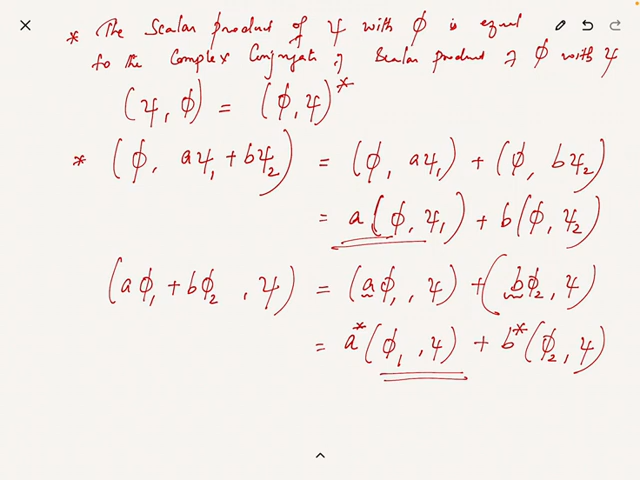 * The Scalar product of ψ with ϕ is equal
to the Complex Conjugate of Scalar product of ϕ with ψ
(ψ, ϕ) = (ϕ, ψ)*
* (ϕ, aψ₁ + bψ₂) = (ϕ, aψ₁) + (ϕ, bψ₂)
= a(ϕ, ψ₁) + b(ϕ, ψ₂)
(aϕ₁ + bϕ₂, ψ) = (aϕ₁, ψ) + (bϕ₂, ψ)
= a*(ϕ₁, ψ) + b*(ϕ₂, ψ)